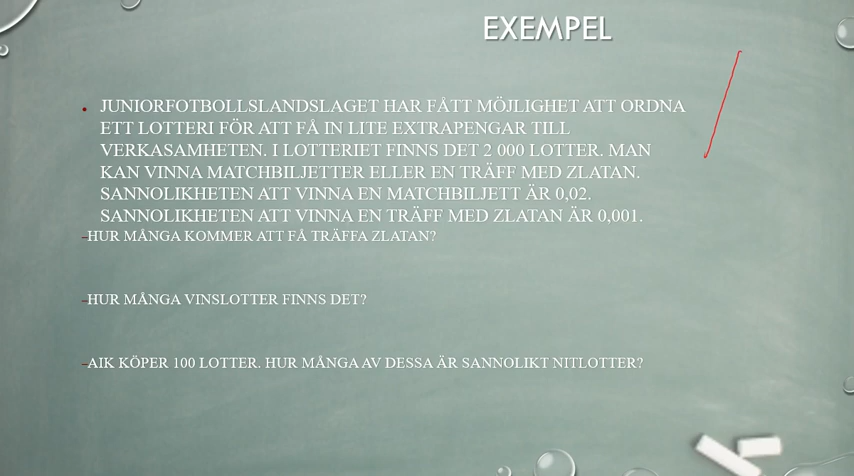 EXEMPEL
• JUNIORFOTBOLLSLANDSLAGET HAR FÅTT MÖJLIGHET ATT ORDNA
ETT LOTTERI FÖR ATT FÅ IN LITE EXTRAPENGAR TILL
VERKASAMHETEN. I LOTTERIET FINNS DET 2 000 LOTTER. MAN
KAN VINNA MATCHBILJETTER ELLER EN TRÄFF MED ZLATAN.
SANNOLIKHETEN ATT VINNA EN MATCHBILJETT ÄR 0,02.
SANNOLIKHETEN ATT VINNA EN TRÄFF MED ZLATAN ÄR 0,001.
–HUR MÅNGA KOMMER ATT FÅ TRÄFFA ZLATAN?
–HUR MÅNGA VINSLOTTER FINNS DET?
–AIK KÖPER 100 LOTTER. HUR MÅNGA AV DESSA ÄR SANNOLIKT NITLOTTER?